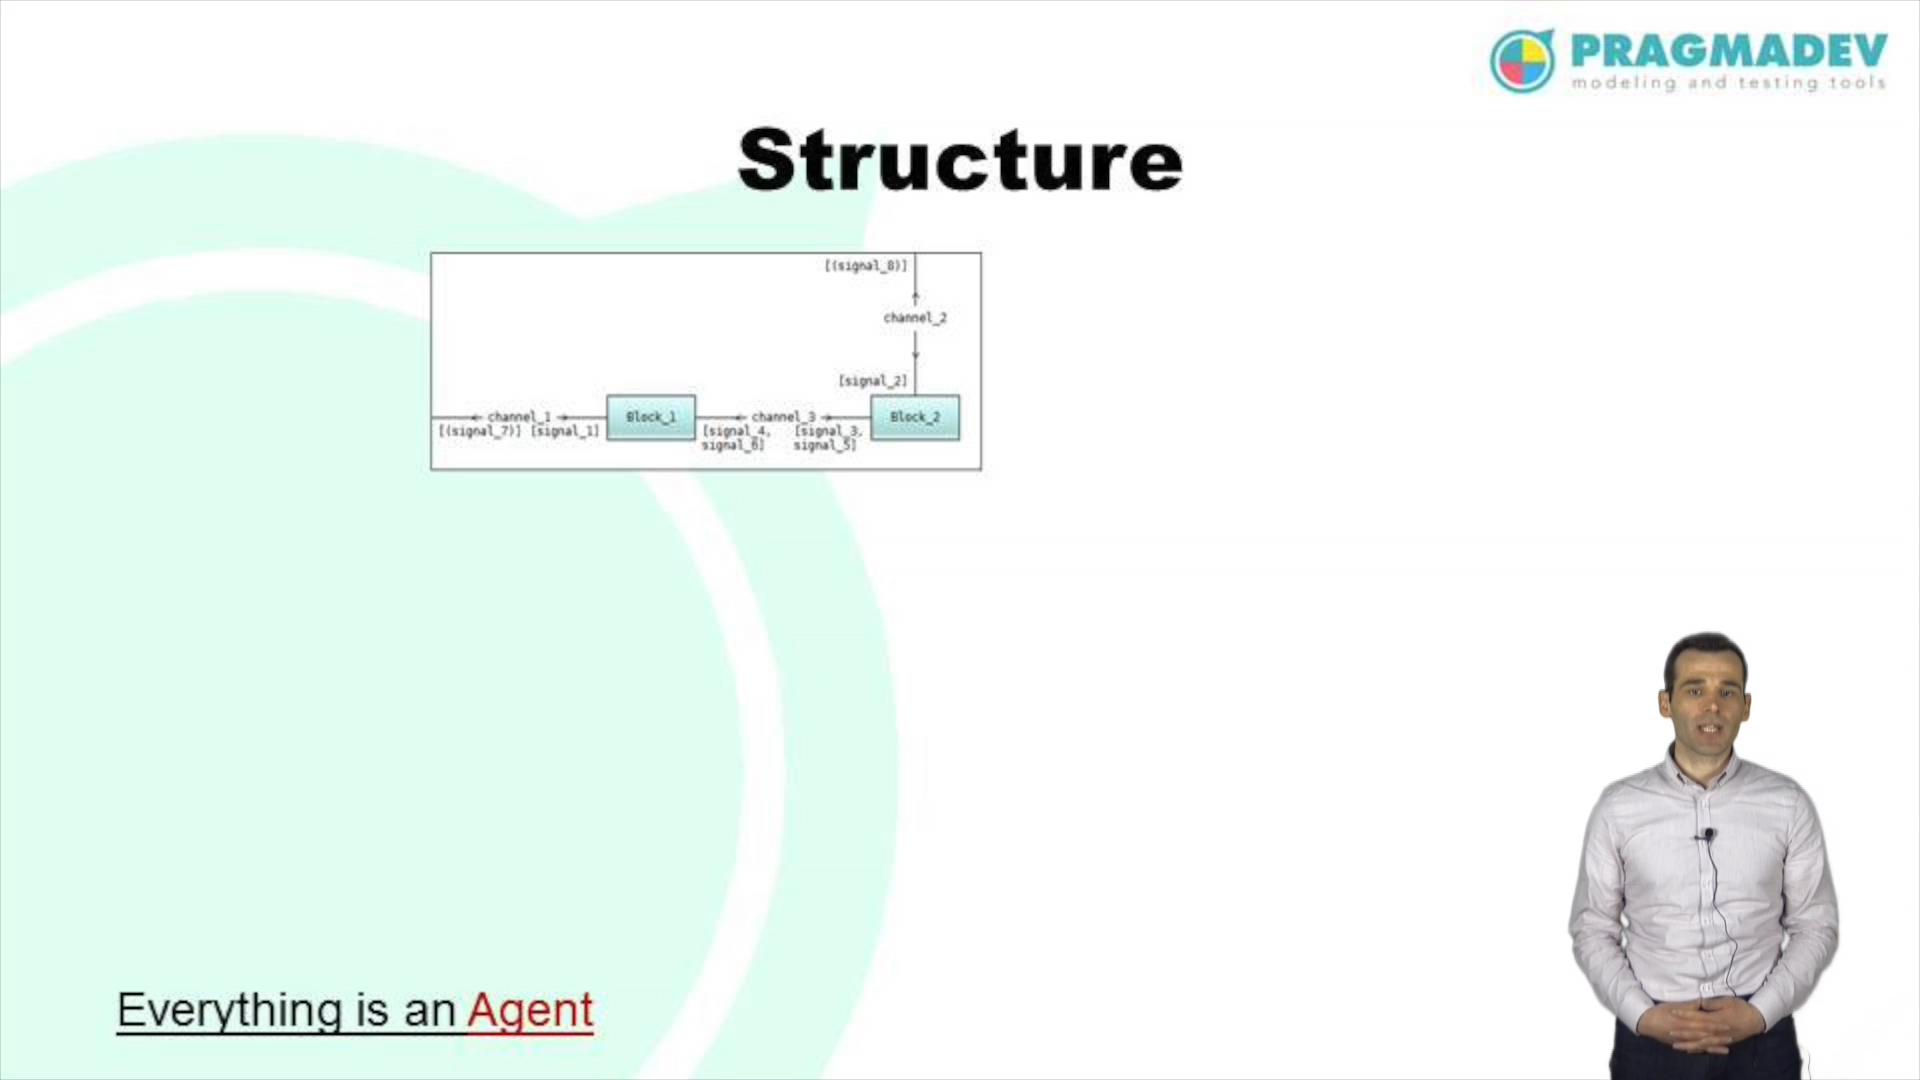 PRAGMADEV
modeling and testing tools
Structure
[(signal_8)]
channel_2
[signal_2]
channel_1
Block_1
channel_3
Block_2
[(signal_7)] [signal_1]
[signal_4,
signal_6]
[signal_3,
signal_5]
Everything is an Agent